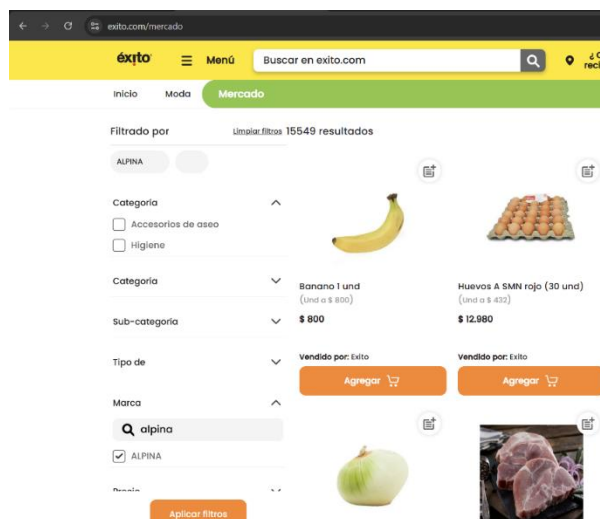 exito.com/mercado
éxito Menú Buscar en exito.com
Inicio Moda Mercado
Filtrado por Limpiar filtros 15549 resultados
ALPINA
Categoria
Accesorios de aseo
Higiene
Categoria
Sub-categoria
Tipo de
Marca
alpina
ALPINA
Precio
Aplicar filtros
Banano 1 und
(Und a $ 800)
$ 800
Vendido por: Exito
Agregar
Huevos A SMN rojo (30 und)
(Und a $ 432)
$ 12.980
Vendido por: Exito
Agregar